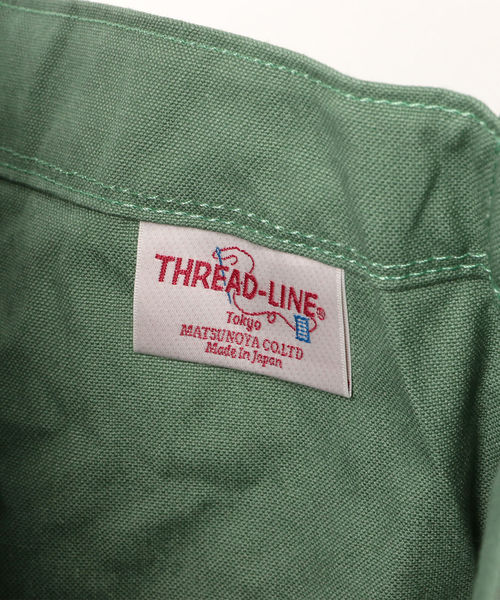 THREAD-LINE®
Tokyo
MATSUNOYA CO.LTD
Made In Japan